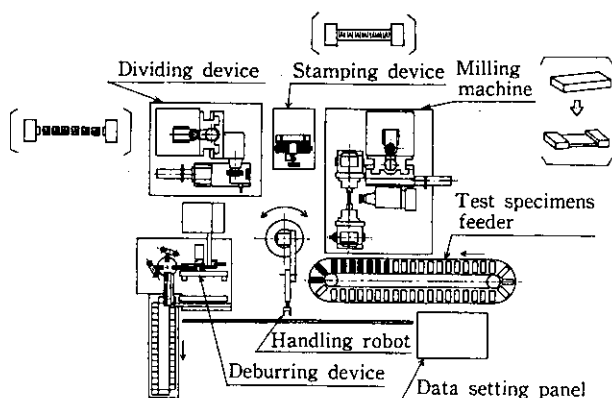 Dividing device
Stamping device
Milling
machine
Test specimens
feeder
Handling robot
Deburring device
Data setting panel